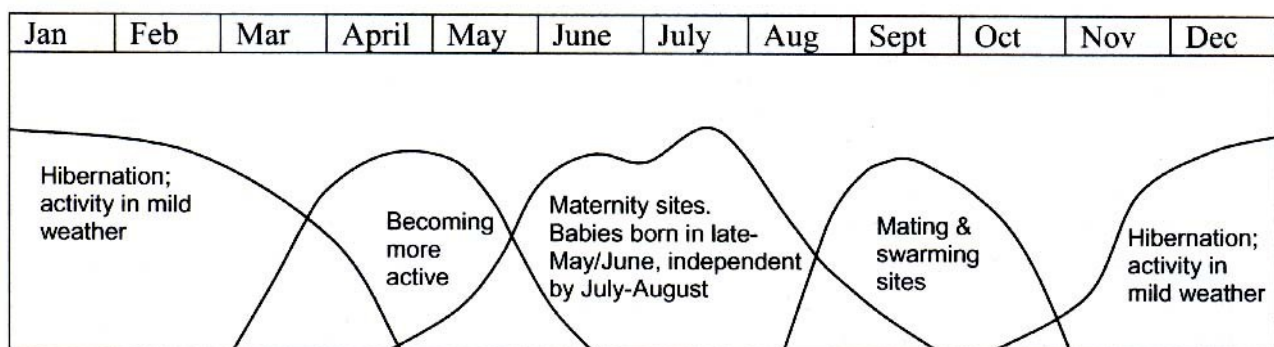 Jan Feb Mar April May June July Aug Sept Oct Nov Dec
Hibernation;
activity in mild
weather
Becoming
more
active
Maternity sites.
Babies born in late-
May/June, independent
by July-August
Mating &
swarming
sites
Hibernation;
activity in
mild weather